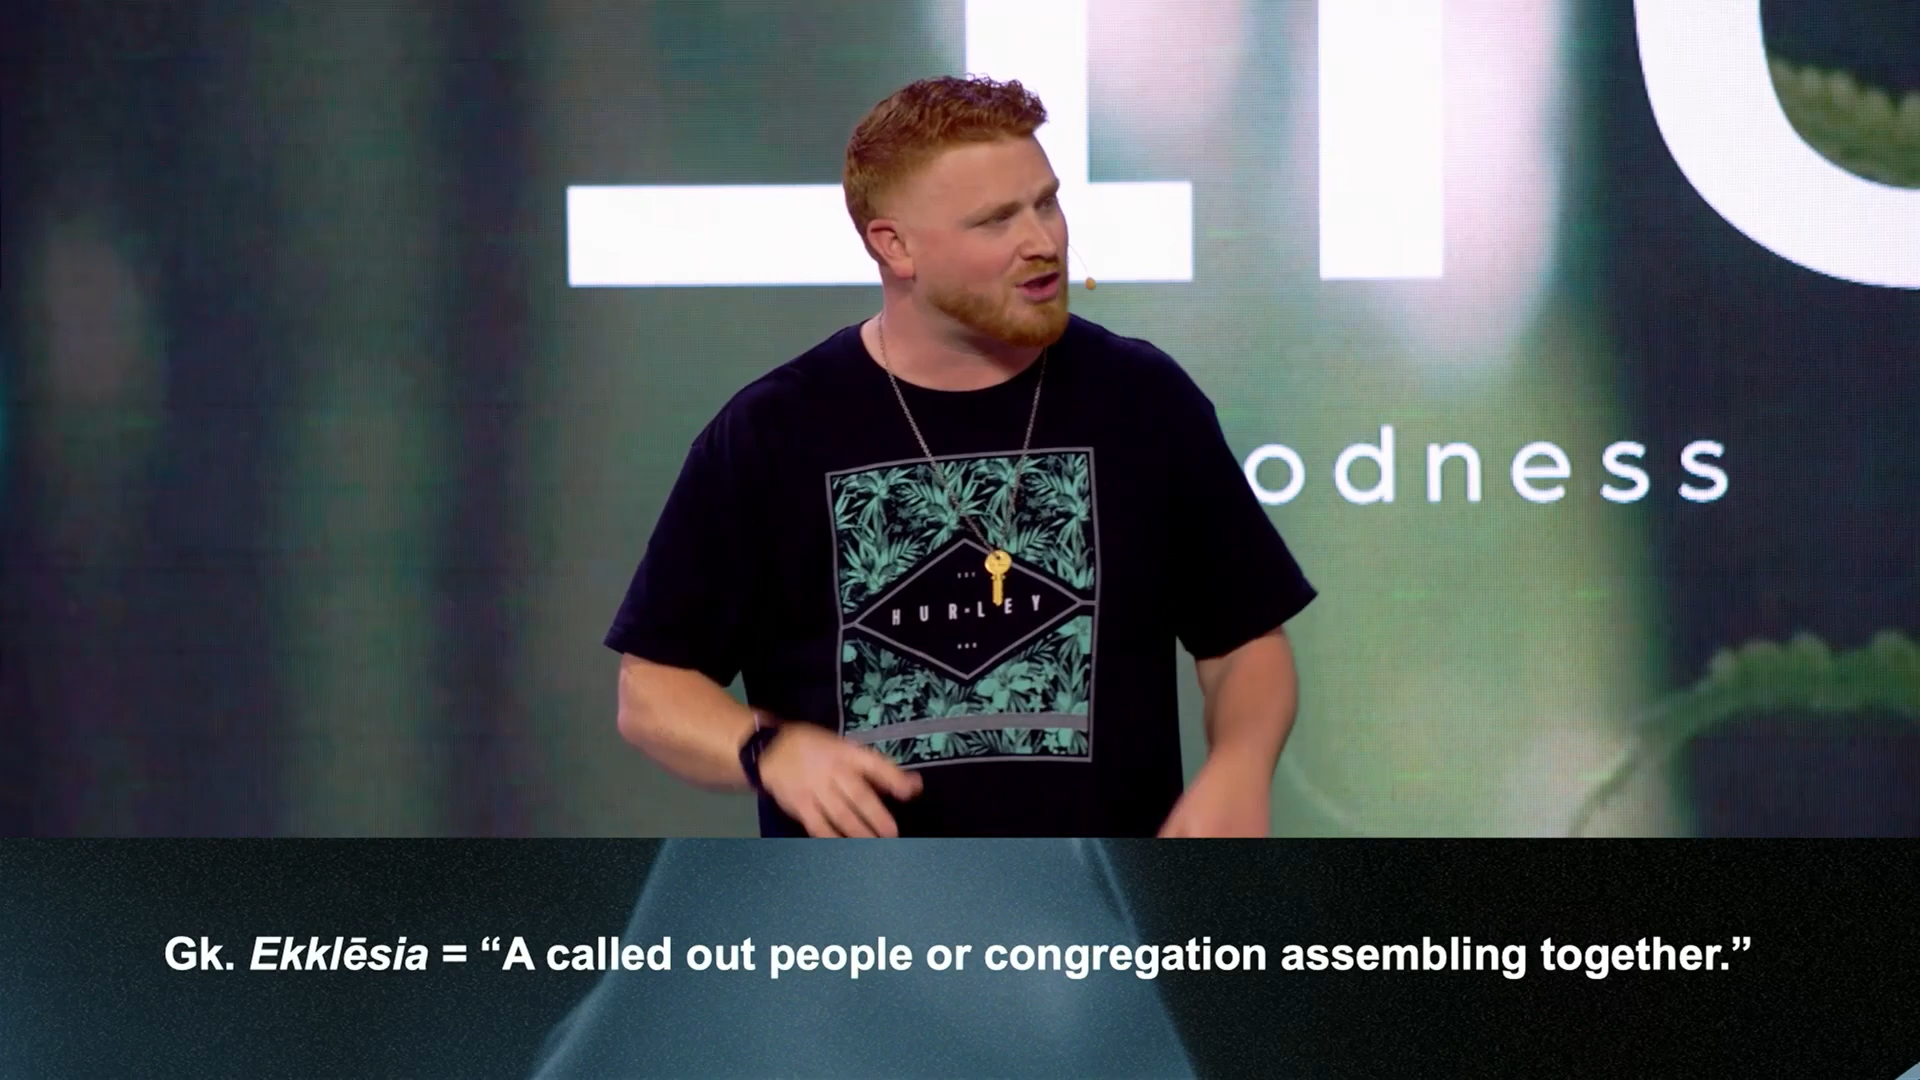 odness
HURLEY
Gk. Ekklēsia = “A called out people or congregation assembling together.”